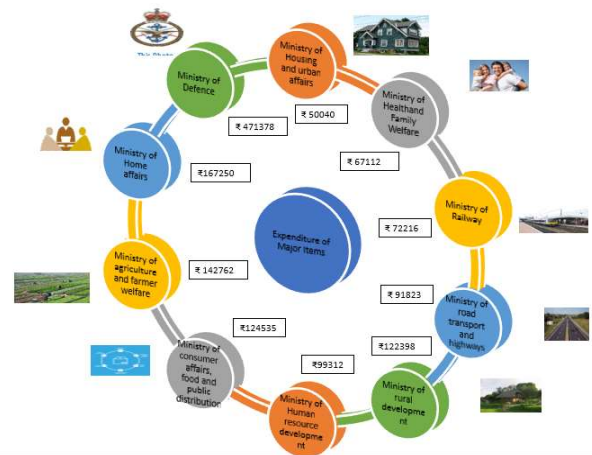 This Photo
Ministry of
Housing
and urban
affairs
₹ 50040
Ministry of
Healthand
Family
Welfare
₹ 67112
Ministry of
Railway
₹ 72216
Ministry of
road
transport
and
highways
₹ 91823
Ministry of
rural
developme
nt
₹122398
Ministry of
Human
resource
developme
nt
₹99312
Ministry of
consumer
affairs,
food and
public
distribution
₹124535
Ministry of
agriculture
and farmer
welfare
₹ 142762
Ministry of
Home
affairs
₹167250
Ministry of
Defence
₹ 471378
Expenditure of
Major Items